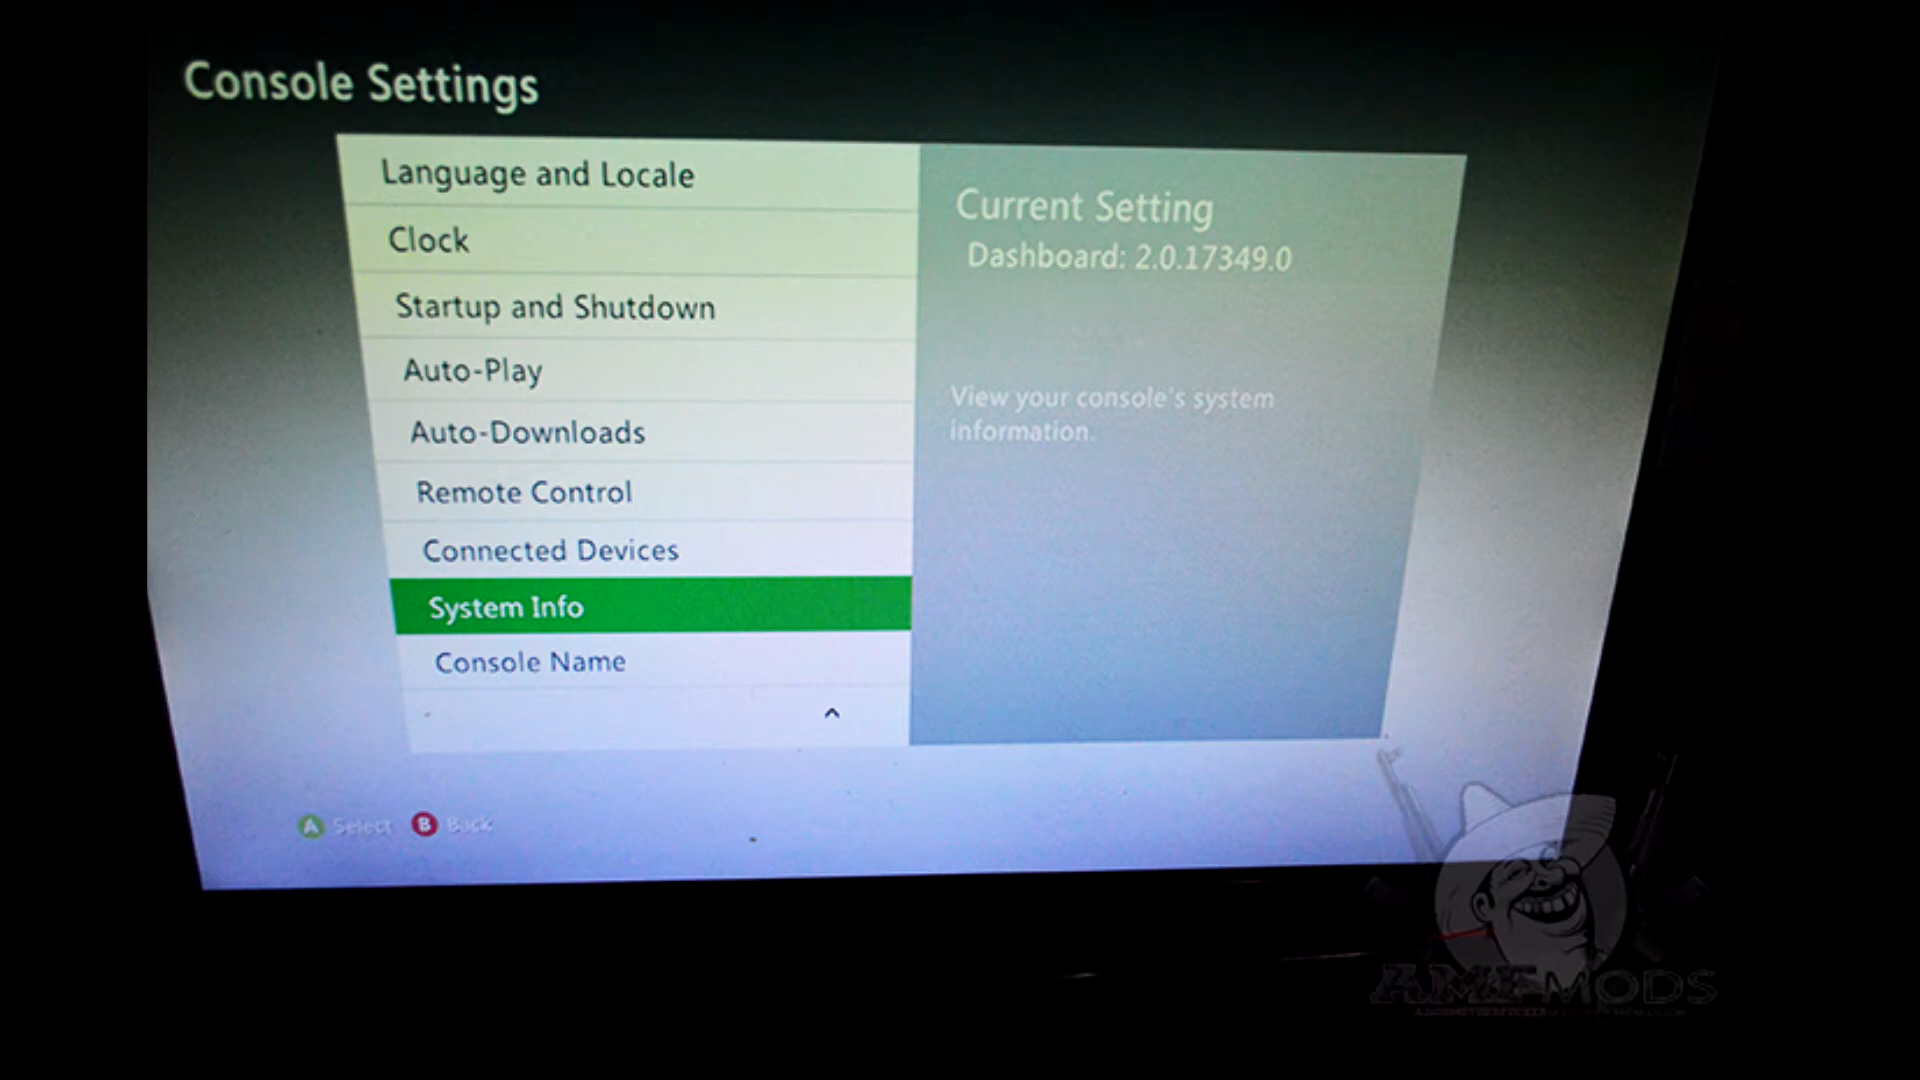 Console Settings
Language and Locale
Clock
Startup and Shutdown
Auto-Play
Auto-Downloads
Remote Control
Connected Devices
System Info
Console Name
Current Setting
Dashboard: 2.0.17349.0
View your console's system
information.
A Select B Back
AMFMODS